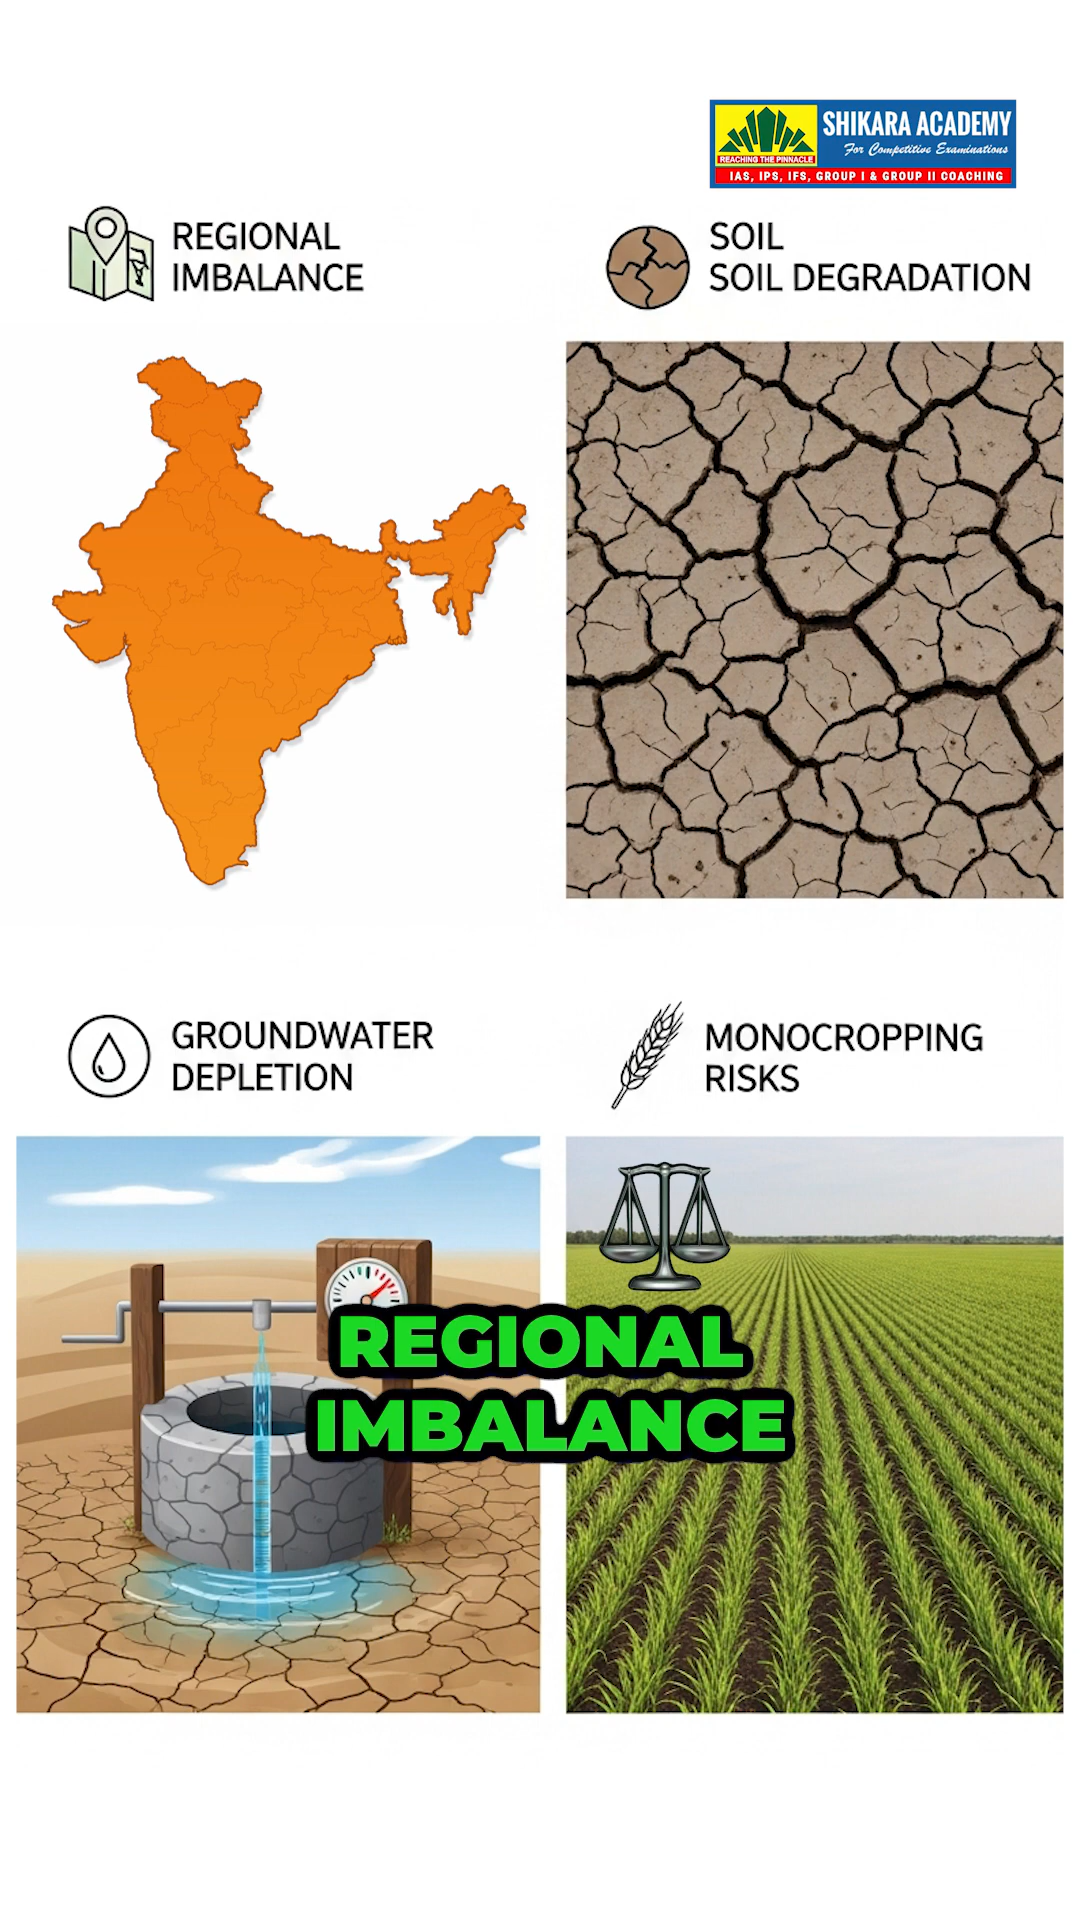 SHIKARA ACADEMY
For Competitive Examinations
REACHING THE PINNACLE
IAS, IPS, IFS, GROUP I & GROUP II COACHING
REGIONAL
IMBALANCE
SOIL
SOIL DEGRADATION
GROUNDWATER
DEPLETION
MONOCROPPING
RISKS
REGIONAL
IMBALANCE